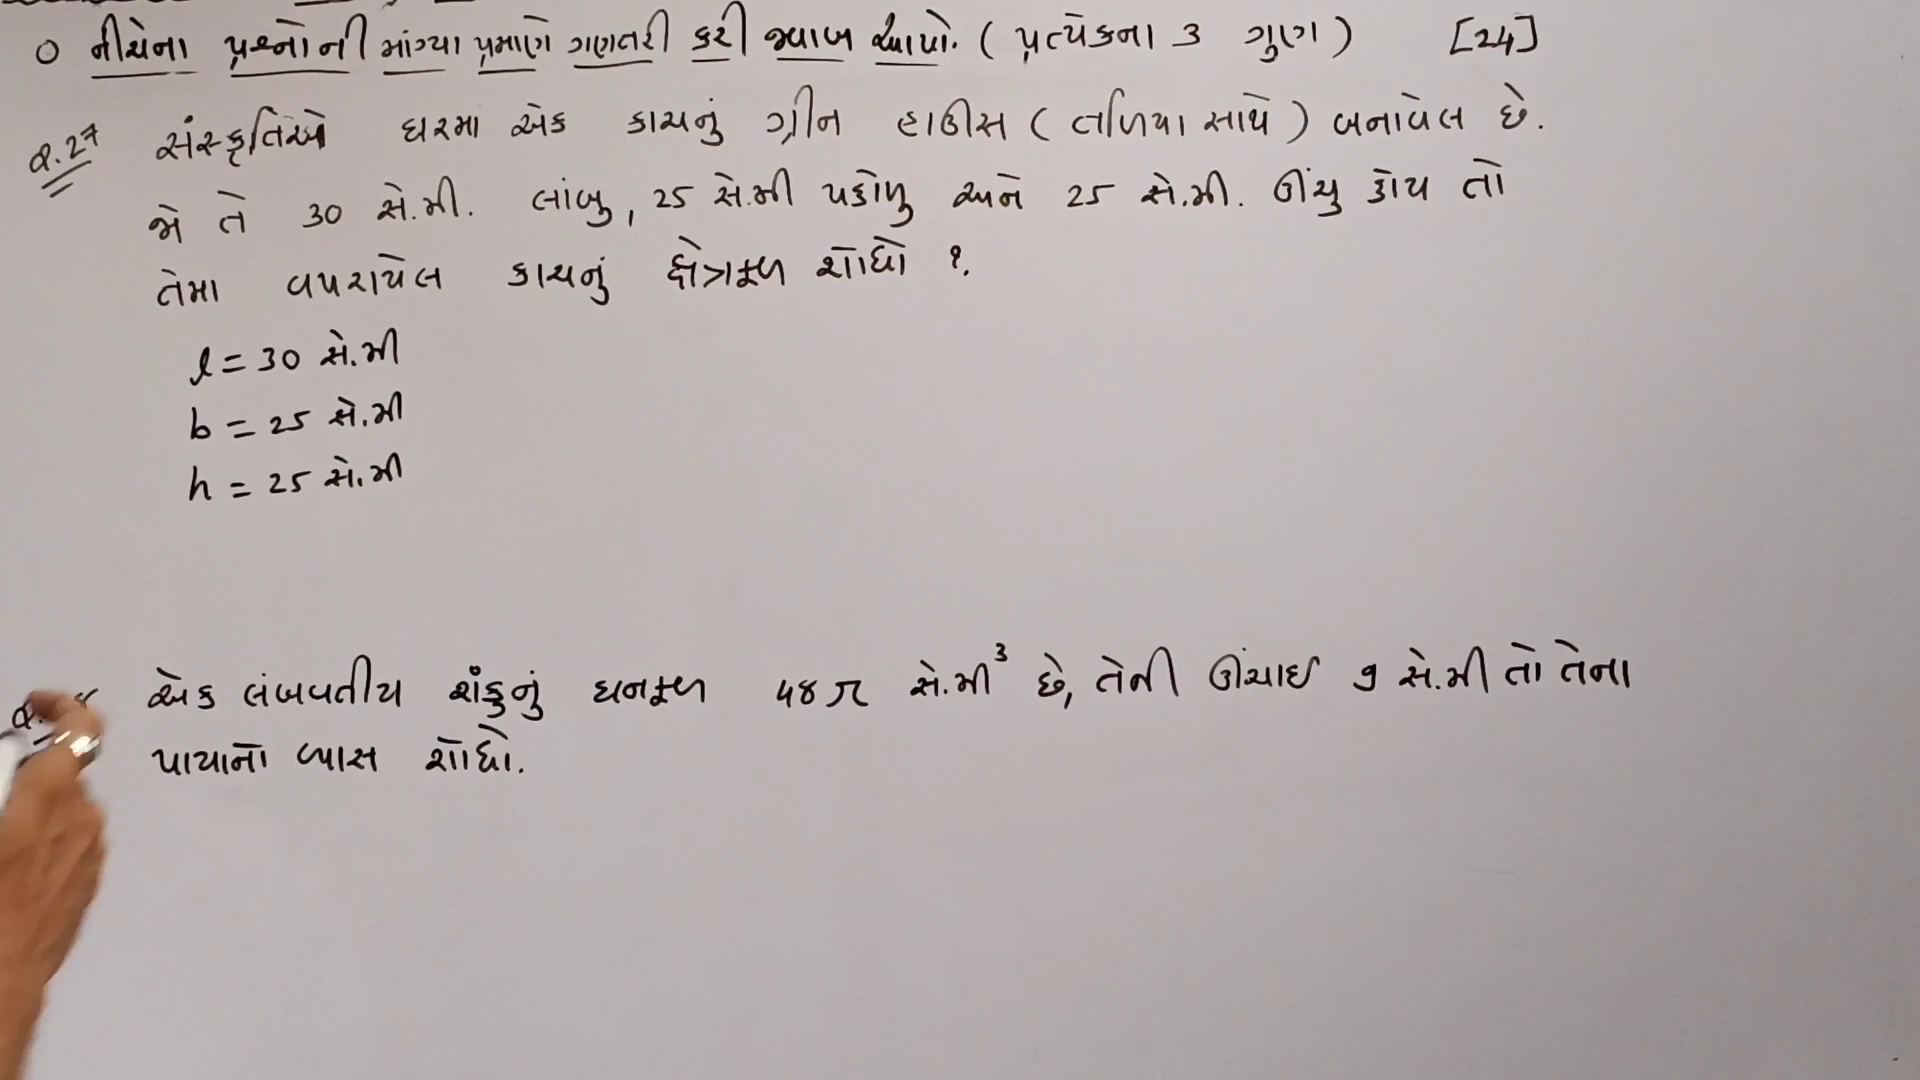 ○ નીચેના પ્રશ્નોની માંગ્યા પ્રમાણે ગણતરી કરી જવાબ આપો. ( પ્રત્યેકના 3 ગુણ ) [24]
Q.27 સંસ્કૃતિએ ઘરમા એક કાચનું ગ્રીન હાઉસ ( તળિયા સાથે ) બનાવેલ છે.
જો તે 30 સે.મી. લાંબુ, 25 સે.મી પહોળુ અને 25 સે.મી. ઊંચુ હોય તો
તેમા વપરાયેલ કાચનું ક્ષેત્રફળ શોધો ?.
l = 30 સે.મી
b = 25 સે.મી
h = 25 સે.મી
એક લંબવતીય શંકુનું ઘનફળ 48π સે.મી³ છે, તેની ઊંચાઈ 9 સે.મી તો તેના
પાયાનો વ્યાસ શોધો.